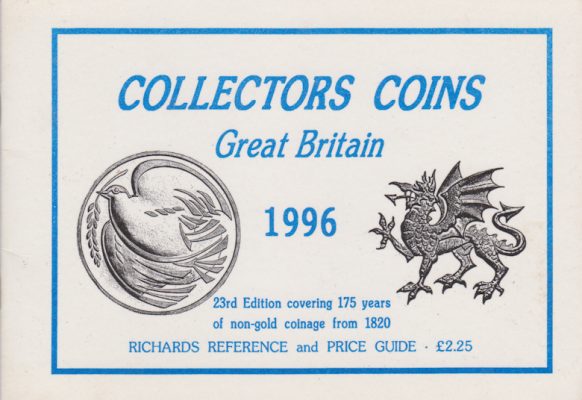 COLLECTORS COINS
Great Britain
1996
23rd Edition covering 175 years
of non-gold coinage from 1820
RICHARDS REFERENCE and PRICE GUIDE · £2.25